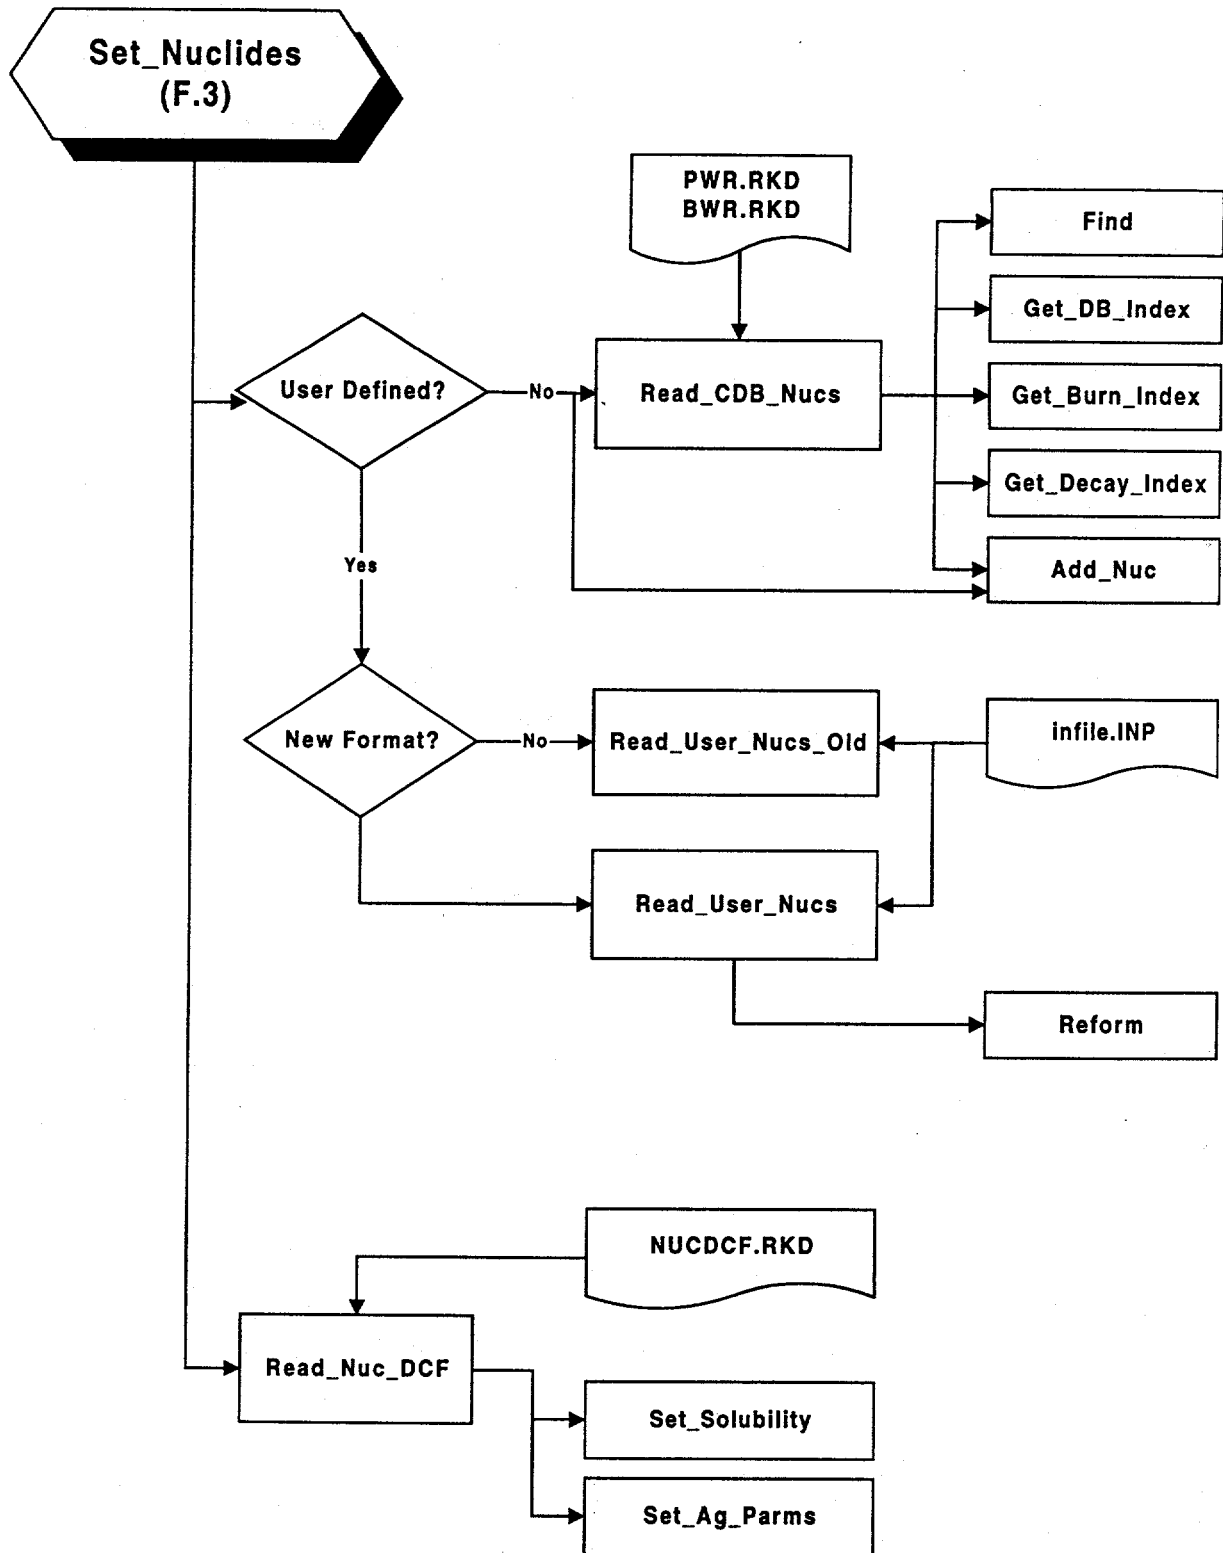 Set_Nuclides
(F.3)
PWR.RKD
BWR.RKD
Find
Get_DB_Index
User Defined?
No
Read_CDB_Nucs
Get_Burn_Index
Get_Decay_Index
Yes
Add_Nuc
New Format?
No
Read_User_Nucs_Old
infile.INP
Read_User_Nucs
Reform
NUCDCF.RKD
Read_Nuc_DCF
Set_Solubility
Set_Ag_Parms